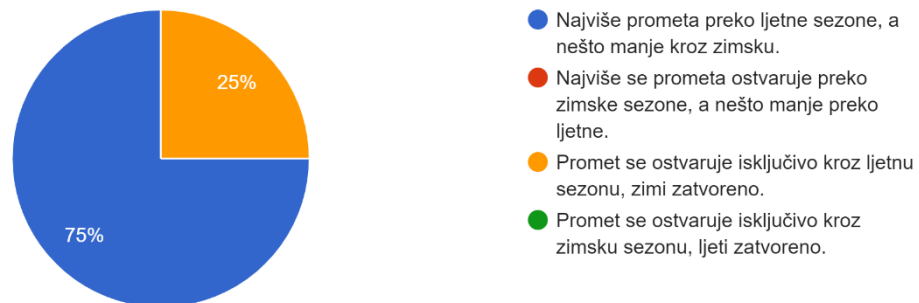 25%
75%
Najviše prometa preko ljetne sezone, a
nešto manje kroz zimsku.
Najviše se prometa ostvaruje preko
zimske sezone, a nešto manje preko
ljetne.
Promet se ostvaruje isključivo kroz ljetnu
sezonu, zimi zatvoreno.
Promet se ostvaruje isključivo kroz
zimsku sezonu, ljeti zatvoreno.